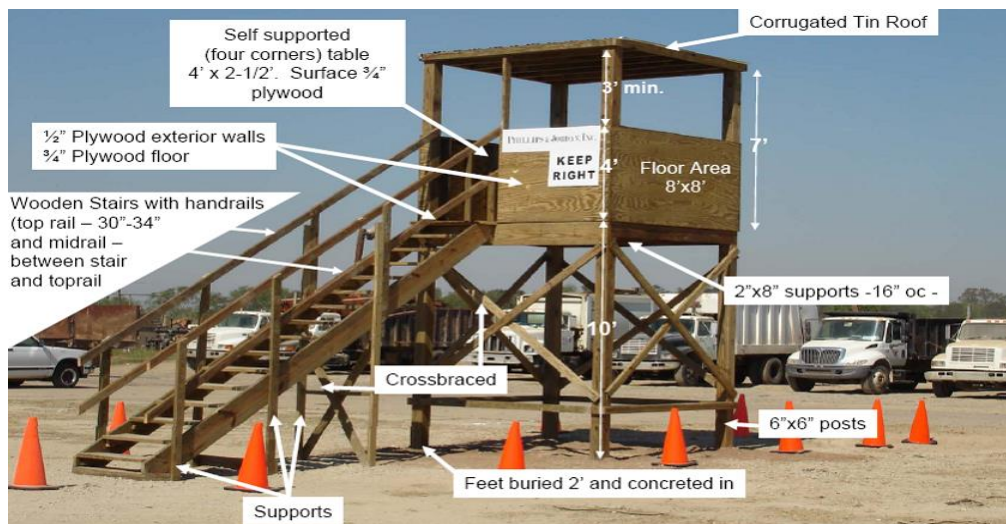 Corrugated Tin Roof
Self supported
(four corners) table
4' x 2-1/2'. Surface ¾"
plywood
3' min.
½" Plywood exterior walls
¾" Plywood floor
PHILLIPS & JORDAN, INC.
KEEP
RIGHT
4'
Floor Area
8'x8'
7'
Wooden Stairs with handrails
(top rail – 30"-34"
and midrail –
between stair
and toprail
2"x8" supports -16" oc -
10'
Crossbraced
6"x6" posts
Feet buried 2' and concreted in
Supports